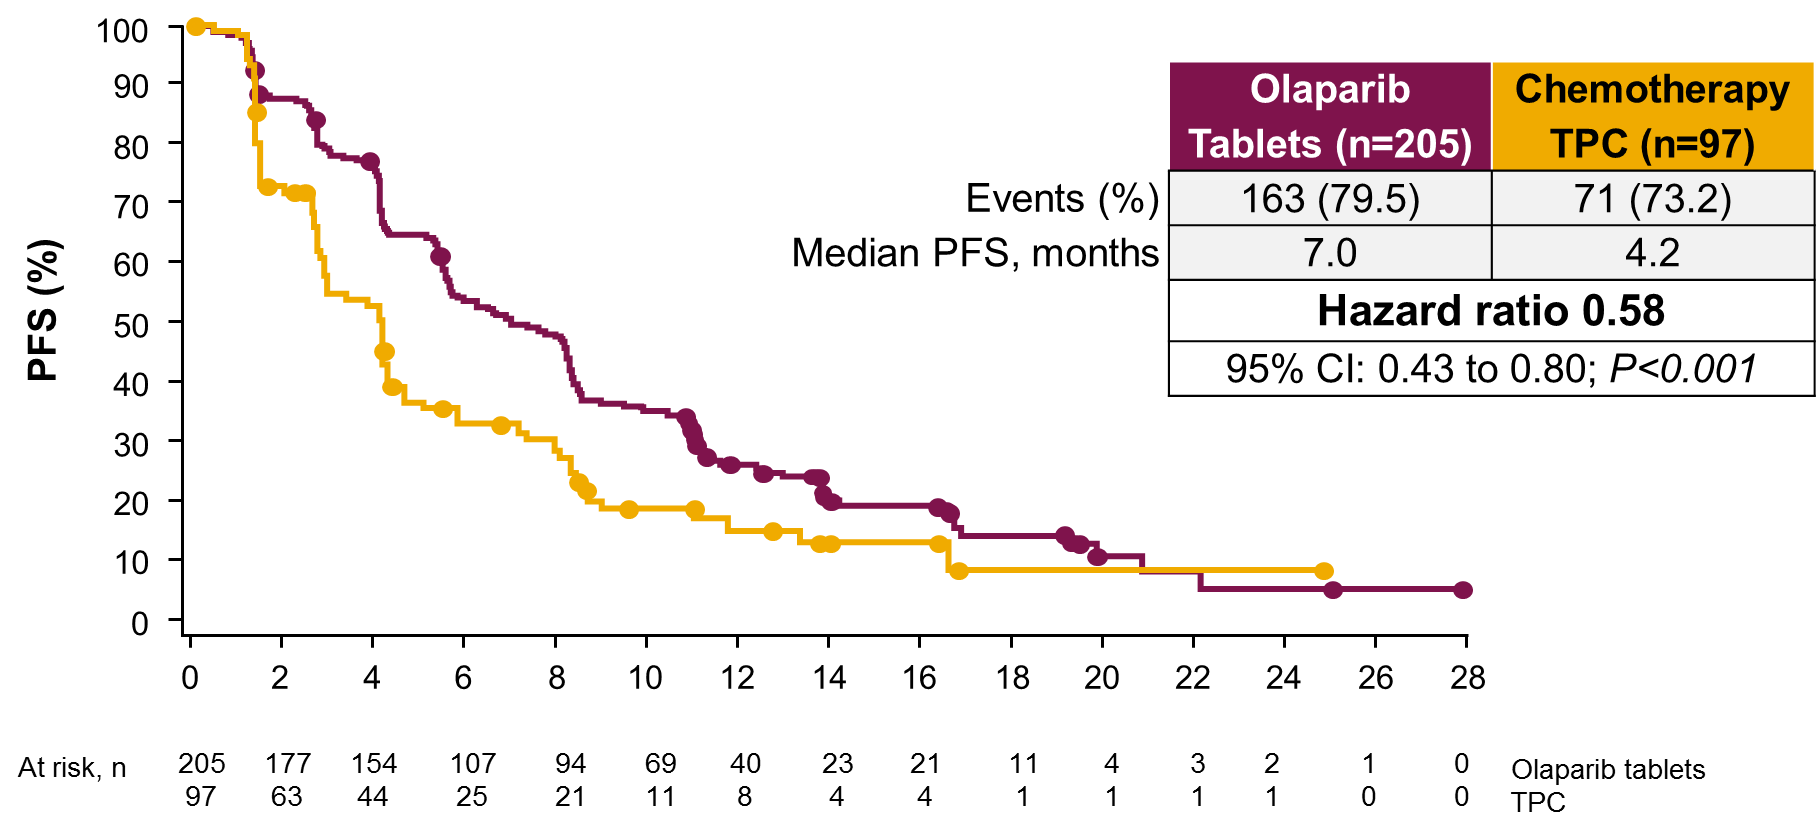 100
90
80
70
60
50
40
30
20
10
0
PFS (%)
Olaparib
Tablets (n=205)
Chemotherapy
TPC (n=97)
Events (%) 163 (79.5) 71 (73.2)
Median PFS, months 7.0 4.2
Hazard ratio 0.58
95% CI: 0.43 to 0.80; P<0.001
0 2 4 6 8 10 12 14 16 18 20 22 24 26 28
At risk, n 205 177 154 107 94 69 40 23 21 11 4 3 2 1 0 Olaparib tablets
97 63 44 25 21 11 8 4 4 1 1 1 1 0 0 TPC